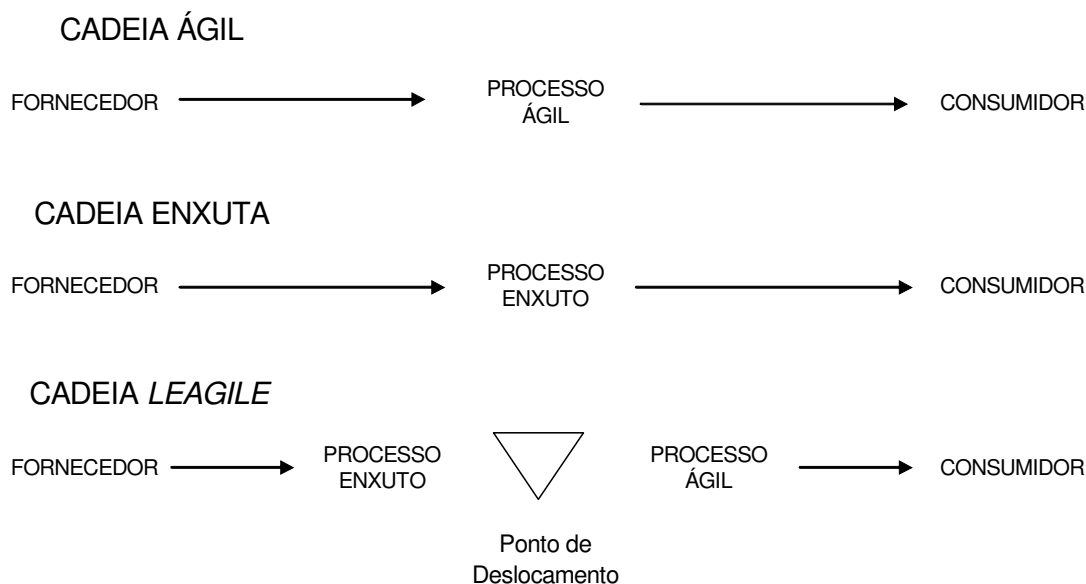 CADEIA ÁGIL
FORNECEDOR
PROCESSO
ÁGIL
CONSUMIDOR
CADEIA ENXUTA
FORNECEDOR
PROCESSO
ENXUTO
CONSUMIDOR
CADEIA LEAGILE
FORNECEDOR
PROCESSO
ENXUTO
PROCESSO
ÁGIL
CONSUMIDOR
Ponto de
Deslocamento